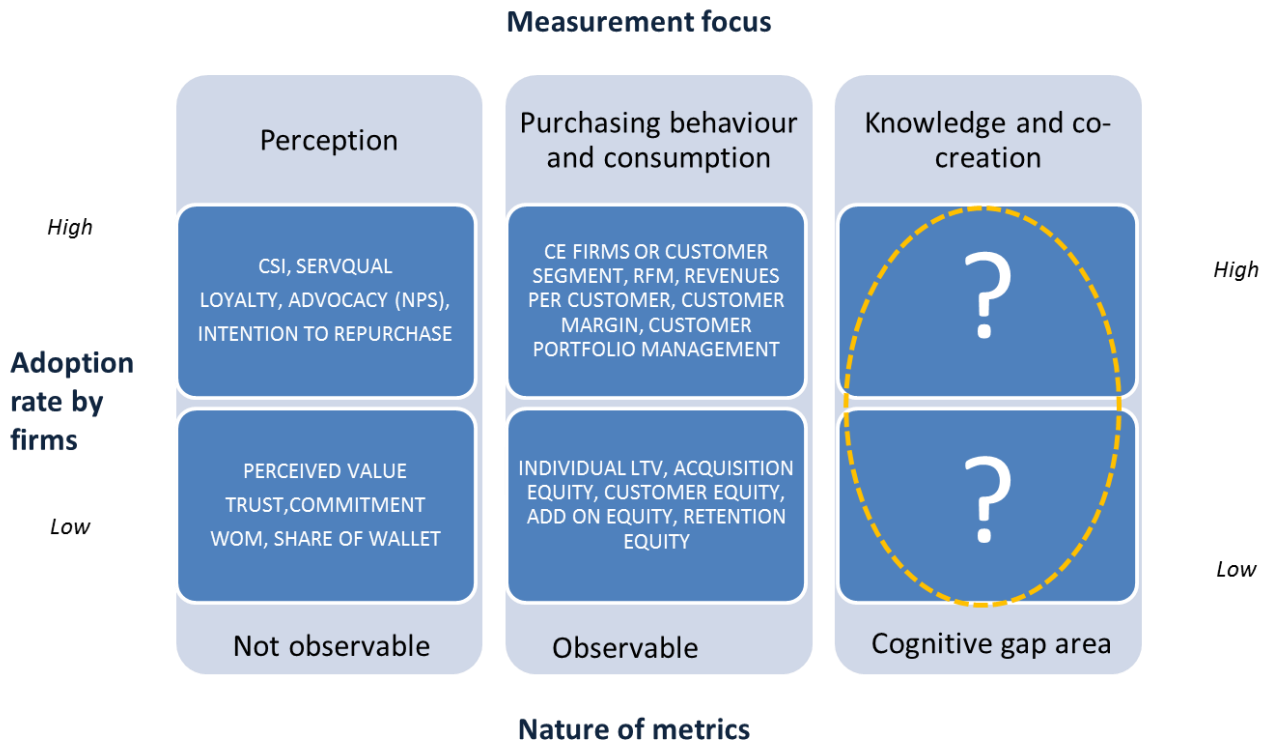 Measurement focus
Perception
Purchasing behaviour
and consumption
Knowledge and co-
creation
High
CSI, SERVQUAL
LOYALTY, ADVOCACY (NPS),
INTENTION TO REPURCHASE
CE FIRMS OR CUSTOMER
SEGMENT, RFM, REVENUES
PER CUSTOMER, CUSTOMER
MARGIN, CUSTOMER
PORTFOLIO MANAGEMENT
?
High
Adoption
rate by
firms
Low
PERCEIVED VALUE
TRUST,COMMITMENT
WOM, SHARE OF WALLET
INDIVIDUAL LTV, ACQUISITION
EQUITY, CUSTOMER EQUITY,
ADD ON EQUITY, RETENTION
EQUITY
?
Low
Not observable
Observable
Cognitive gap area
Nature of metrics